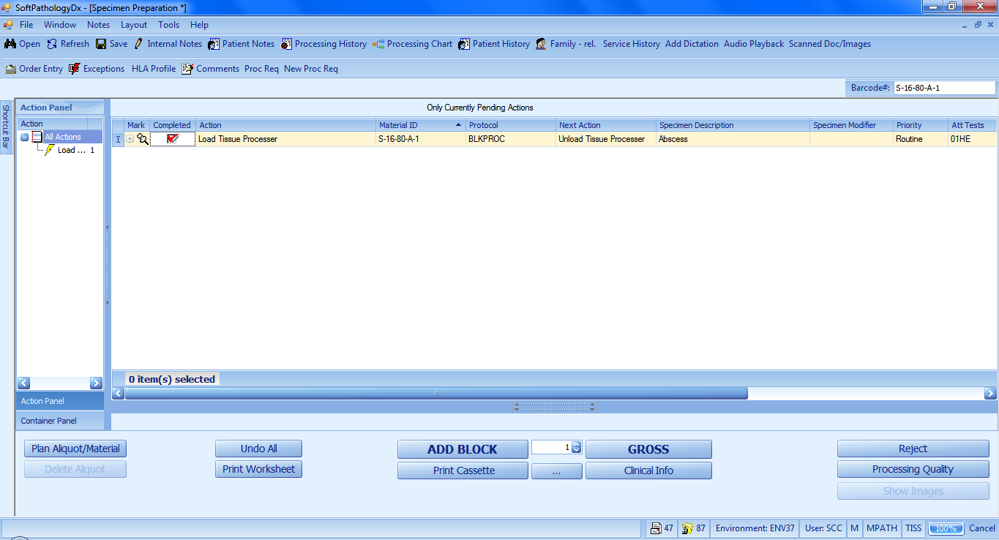 SoftPathologyDx - [Specimen Preparation *]
File Window Notes Layout Tools Help
Open Refresh Save Internal Notes Patient Notes Processing History Processing Chart Patient History Family - rel. Service History Add Dictation Audio Playback Scanned Doc/Images
Order Entry Exceptions HLA Profile Comments Proc Req New Proc Req
Barcode#: S-16-80-A-1
Shortcut Bar
Action Panel
Only Currently Pending Actions
Action
Mark Completed Action Material ID Protocol Next Action Specimen Description Specimen Modifier Priority Att Tests
All Actions
Load Tissue Processer S-16-80-A-1 BLKPROC Unload Tissue Processer Abscess Routine 01HE
Load ... 1
0 item(s) selected
Action Panel
Container Panel
Plan Aliquot/Material Undo All ADD BLOCK 1 GROSS Reject
Delete Aliquot Print Worksheet Print Cassette ... Clinical Info Processing Quality
Show Images
47 87 Environment: ENV37 User: SCC M MPATH TISS 100% Cancel